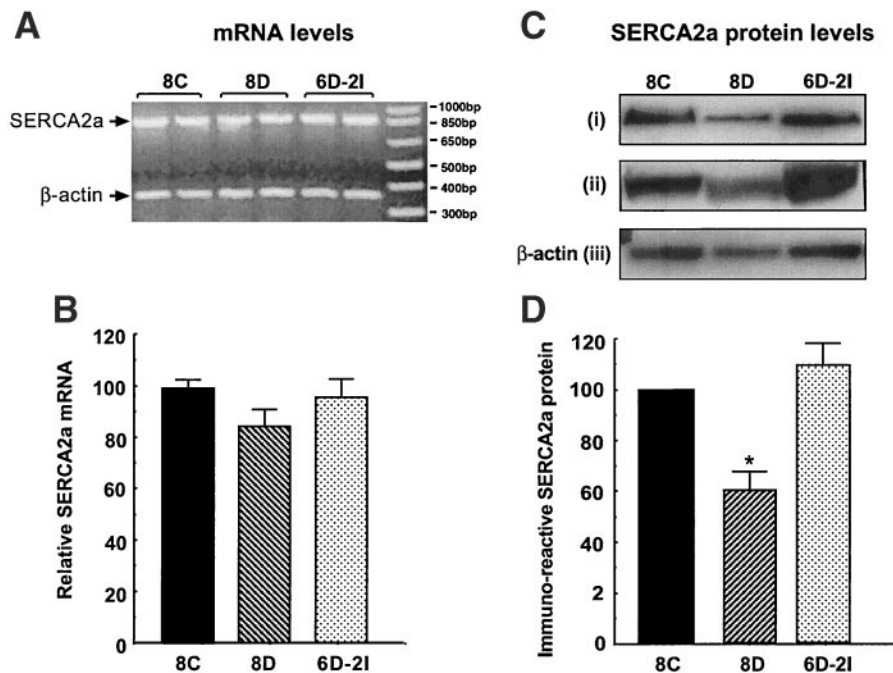 A
mRNA levels
8C 8D 6D-2I
SERCA2a
β-actin
1000bp
850bp
650bp
500bp
400bp
300bp
B
Relative SERCA2a mRNA
120
100
80
60
40
20
0
8C 8D 6D-2I
C
SERCA2a protein levels
8C 8D 6D-2I
(i)
(ii)
β-actin (iii)
D
Immuno-reactive SERCA2a protein
120
100
80
60
40
2
0
*
8C 8D 6D-2I